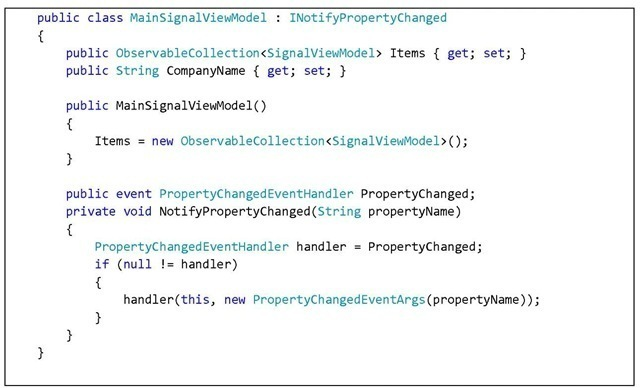 public class MainSignalViewModel : INotifyPropertyChanged
{
public ObservableCollection<SignalViewModel> Items { get; set; }
public String CompanyName { get; set; }
public MainSignalViewModel()
{
Items = new ObservableCollection<SignalViewModel>();
}
public event PropertyChangedEventHandler PropertyChanged;
private void NotifyPropertyChanged(String propertyName)
{
PropertyChangedEventHandler handler = PropertyChanged;
if (null != handler)
{
handler(this, new PropertyChangedEventArgs(propertyName));
}
}
}